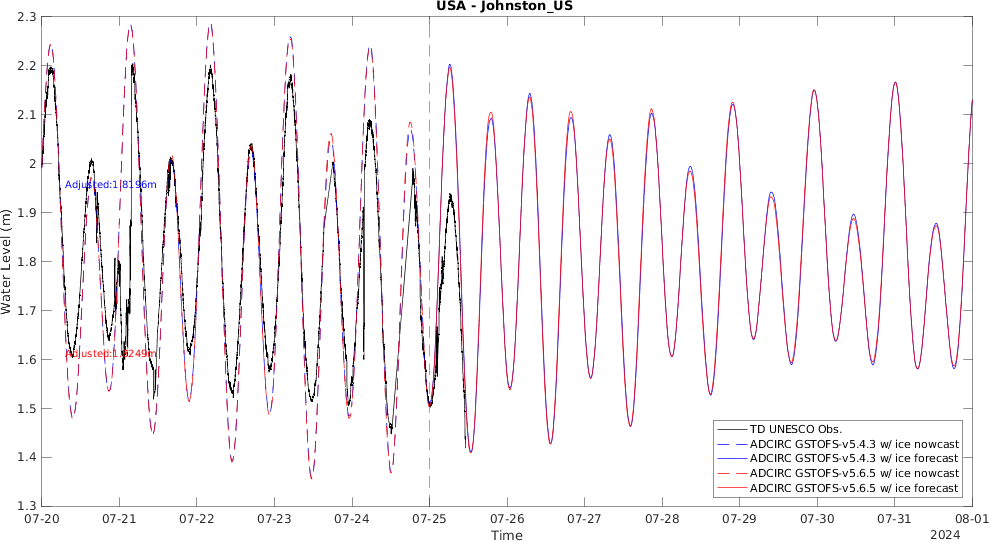 USA - Johnston_US
2.3
2.2
2.1
2
1.9
1.8
1.7
1.6
1.5
1.4
1.3
Water Level (m)
Adjusted:1.8196m
TD UNESCO Obs.
ADCIRC GSTOFS-v5.4.3 w/ ice nowcast
ADCIRC GSTOFS-v5.4.3 w/ ice forecast
ADCIRC GSTOFS-v5.6.5 w/ ice nowcast
ADCIRC GSTOFS-v5.6.5 w/ ice forecast
07-20 07-21 07-22 07-23 07-24 07-25 07-26 07-27 07-28 07-29 07-30 07-31 08-01
Time
2024